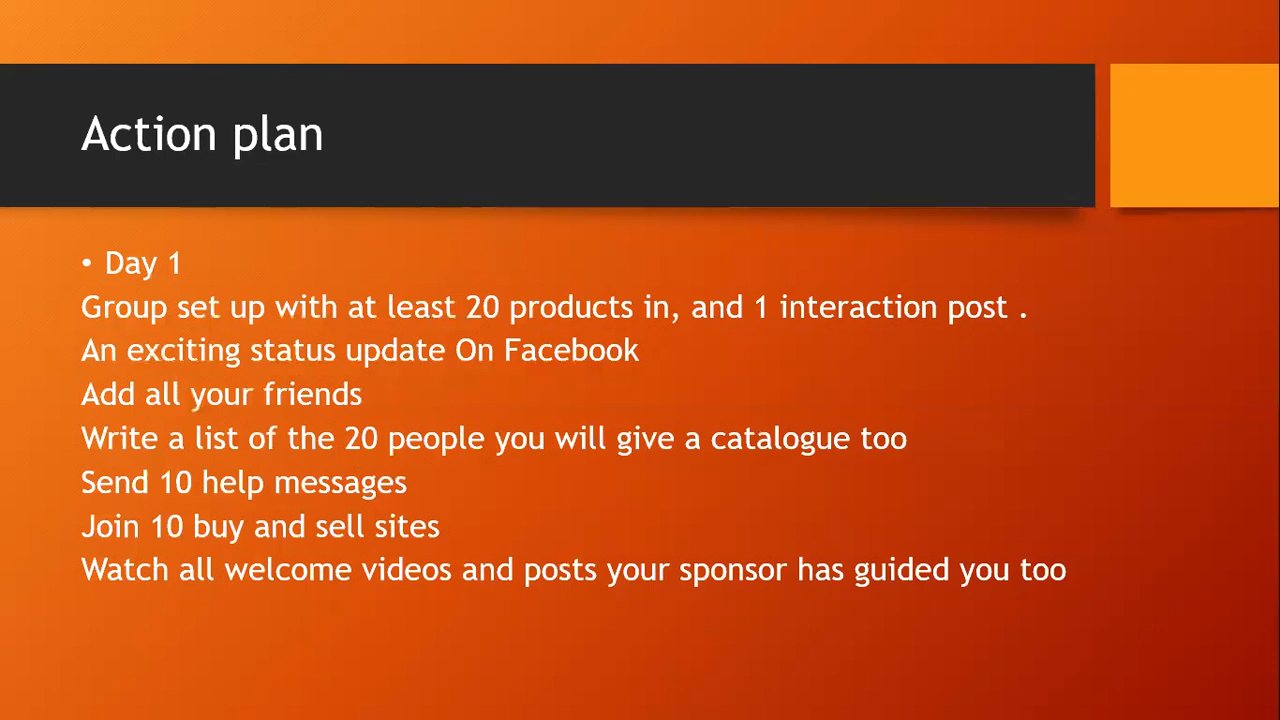 Action plan
• Day 1
Group set up with at least 20 products in, and 1 interaction post .
An exciting status update On Facebook
Add all your friends
Write a list of the 20 people you will give a catalogue too
Send 10 help messages
Join 10 buy and sell sites
Watch all welcome videos and posts your sponsor has guided you too